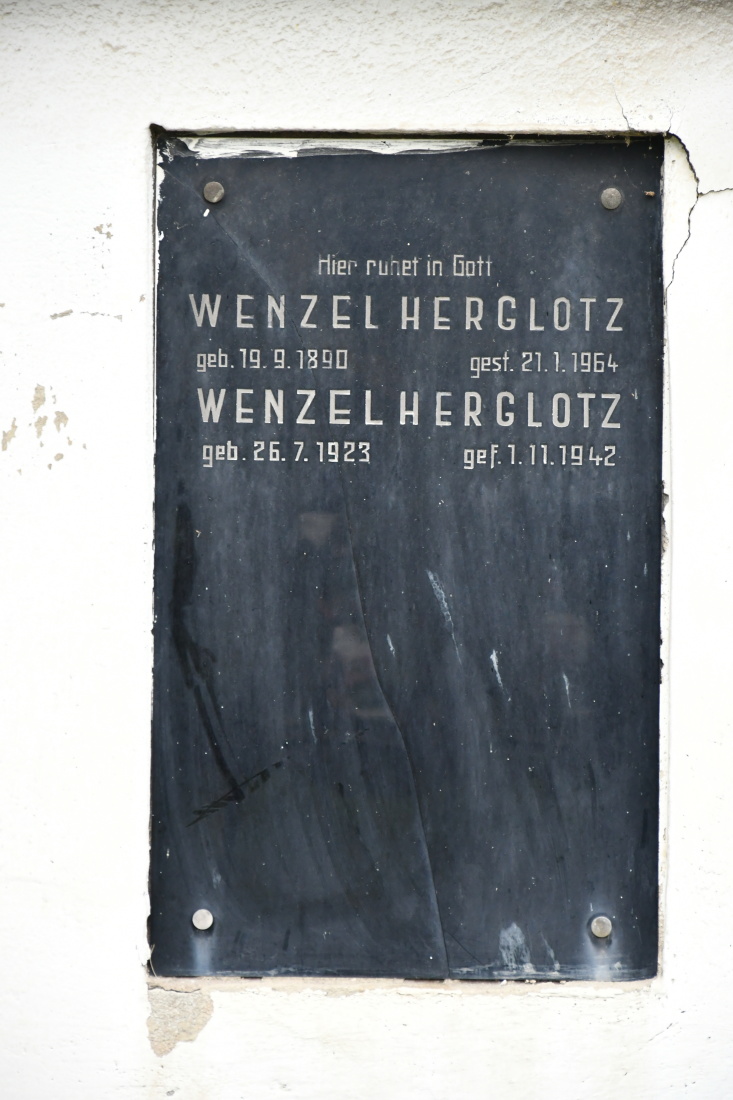 Hier ruhet in Gott
WENZEL HERGLOTZ
geb. 19. 9. 1890 gest. 21. 1. 1964
WENZEL HERGLOTZ
geb. 26. 7. 1923 gef. 1. 11. 1942